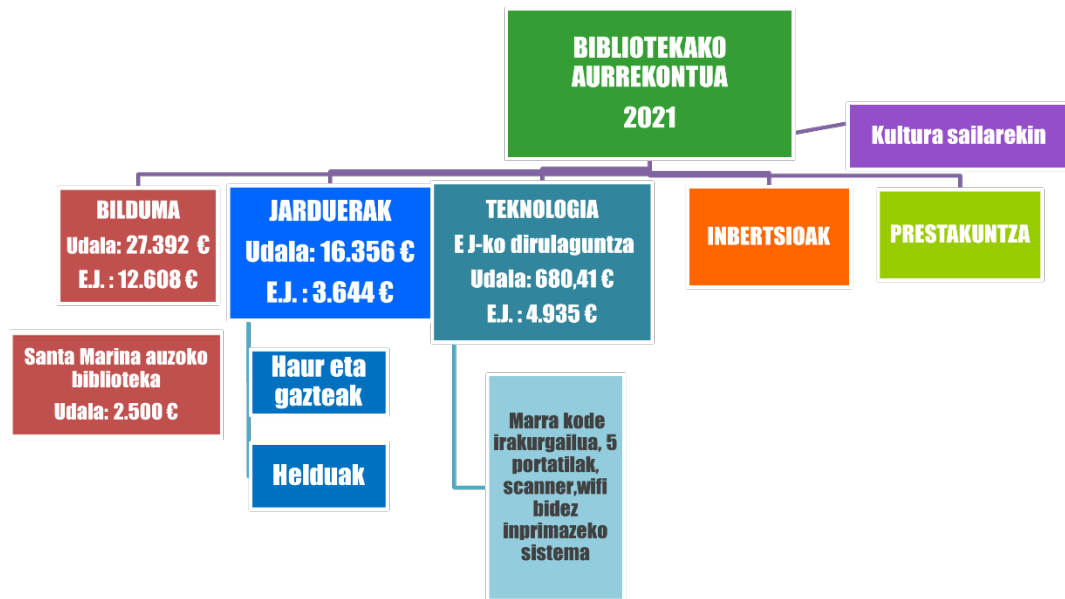 BIBLIOTEKAKO
AURREKONTUA
2021
Kultura sailarekin
BILDUMA
Udala: 27.392 €
E.J. : 12.608 €
JARDUERAK
Udala: 16.356 €
E.J. : 3.644 €
TEKNOLOGIA
E J-ko dirulaguntza
Udala: 680,41 €
E.J. : 4.935 €
INBERTSIOAK
PRESTAKUNTZA
Santa Marina auzoko
biblioteka
Udala: 2.500 €
Haur eta
gazteak
Helduak
Marra kode
irakurgailua, 5
portatilak,
scanner,wifi
bidez
inprimazeko
sistema